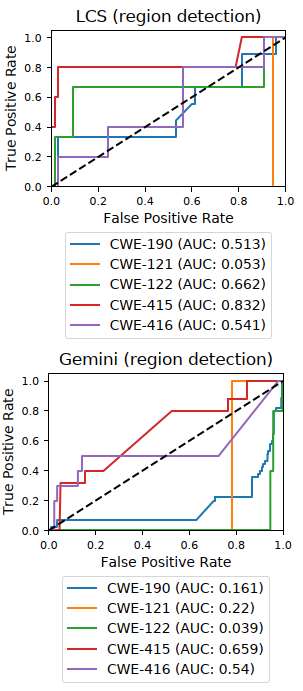 LCS (region detection)
True Positive Rate
1.0
0.8
0.6
0.4
0.2
0.0
0.0 0.2 0.4 0.6 0.8 1.0
False Positive Rate
CWE-190 (AUC: 0.513)
CWE-121 (AUC: 0.053)
CWE-122 (AUC: 0.662)
CWE-415 (AUC: 0.832)
CWE-416 (AUC: 0.541)
Gemini (region detection)
True Positive Rate
1.0
0.8
0.6
0.4
0.2
0.0
0.0 0.2 0.4 0.6 0.8 1.0
False Positive Rate
CWE-190 (AUC: 0.161)
CWE-121 (AUC: 0.22)
CWE-122 (AUC: 0.039)
CWE-415 (AUC: 0.659)
CWE-416 (AUC: 0.54)